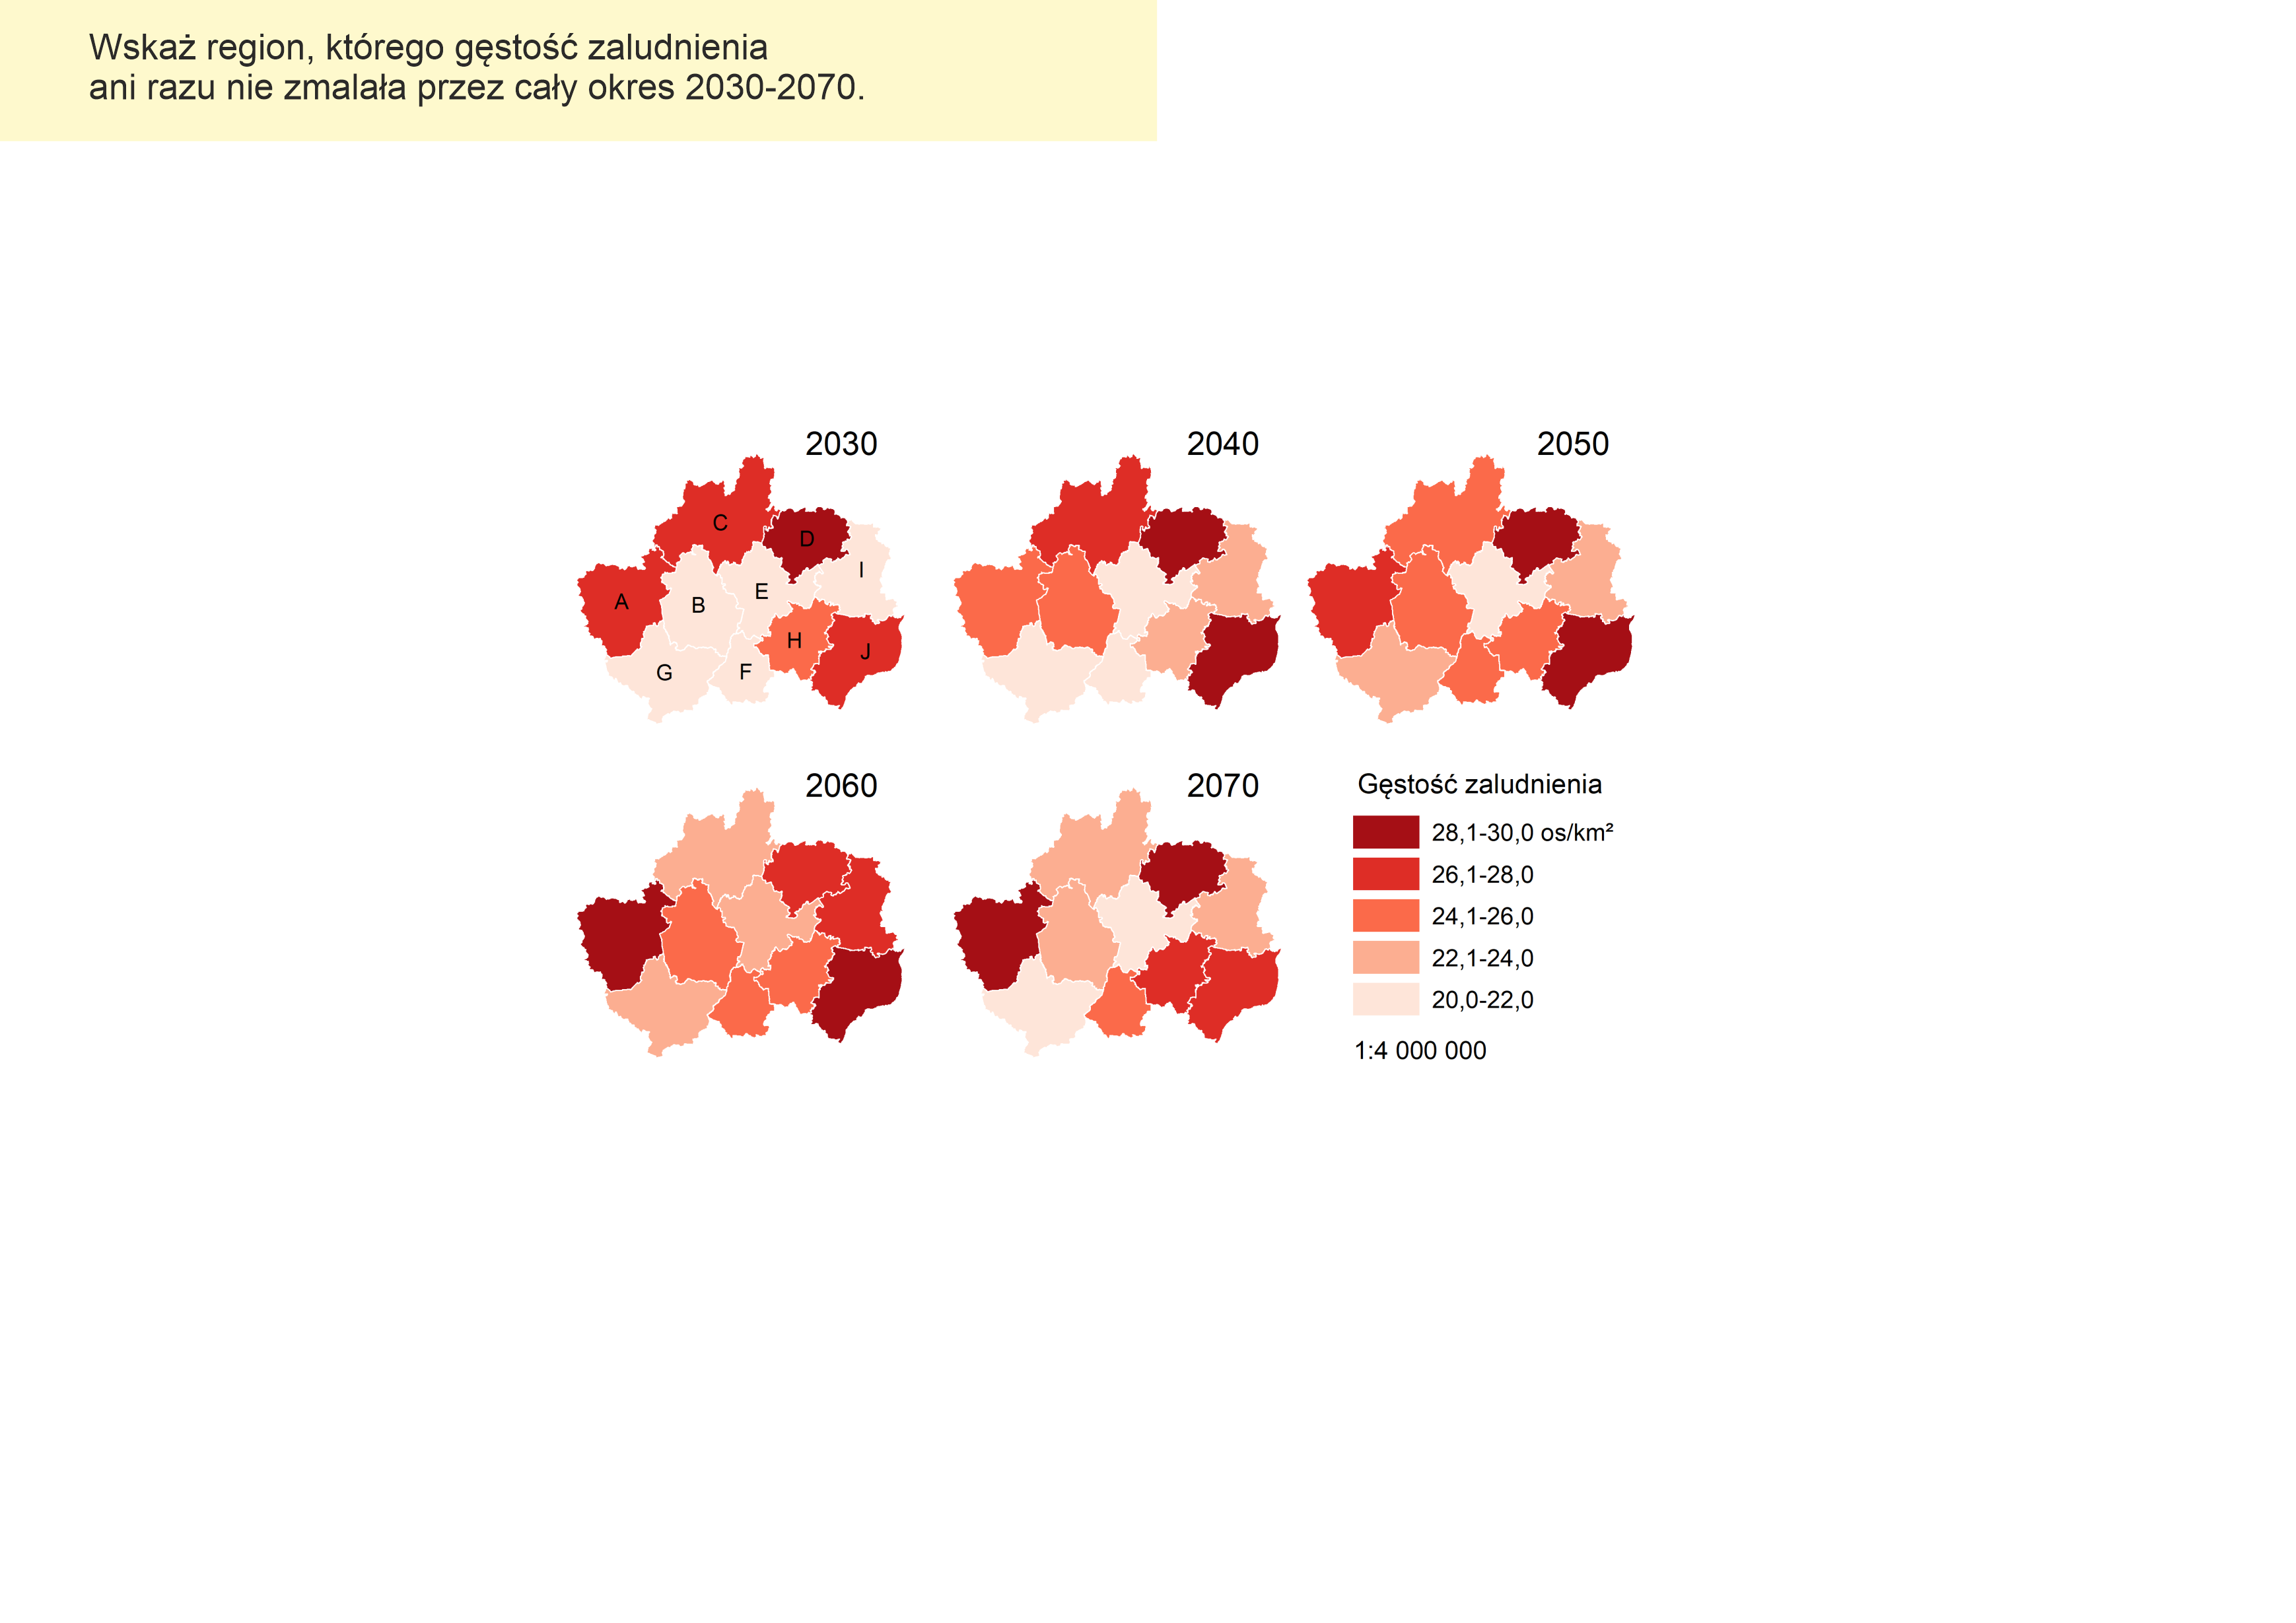 Wskaż region, którego gęstość zaludnienia
ani razu nie zmalała przez cały okres 2030-2070.
2030
2040
2050
C
D
I
A
B
E
H
J
G
F
2060
2070
Gęstość zaludnienia
28,1-30,0 os/km²
26,1-28,0
24,1-26,0
22,1-24,0
20,0-22,0
1:4 000 000